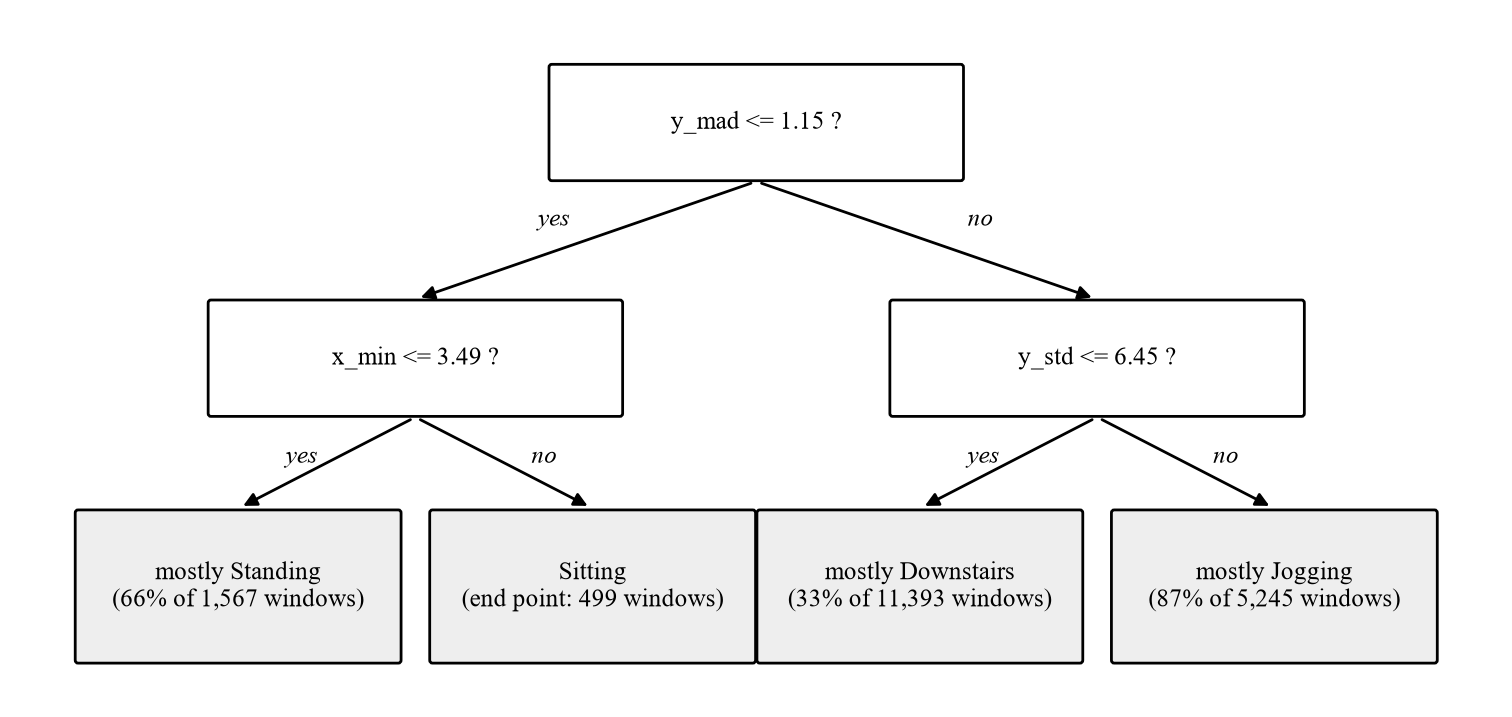 y_mad <= 1.15 ?
yes
no
x_min <= 3.49 ?
y_std <= 6.45 ?
yes
no
yes
no
mostly Standing
(66% of 1,567 windows)
Sitting
(end point: 499 windows)
mostly Downstairs
(33% of 11,393 windows)
mostly Jogging
(87% of 5,245 windows)